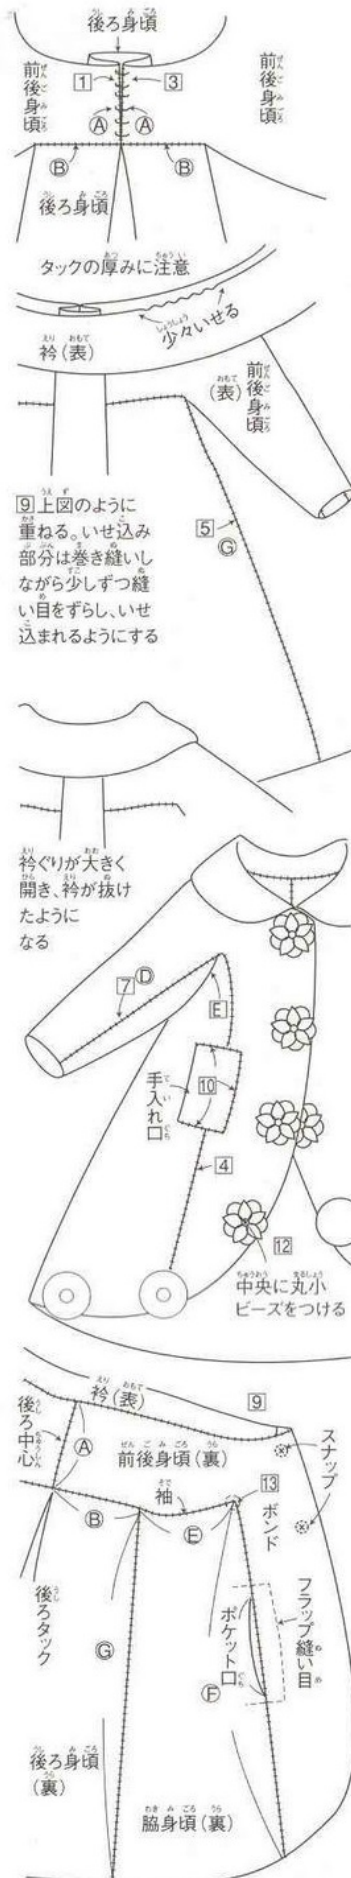 後ろ身頃
前後身頃
1
3
前後身頃
Ⓐ
Ⓐ
Ⓑ
Ⓑ
後ろ身頃
タックの厚みに注意
少々いせる
衿(表)
前後身頃
(表)
9 上図のように
重ねる。いせ込み
部分は巻き縫いし
ながら少しずつ縫
い目をずらし、いせ
込まれるようにする
5
Ⓖ
衿ぐりが大きく
開き、衿が抜け
たように
なる
7
Ⓓ
E
10
手入れ口
4
12
中央に丸小
ビーズをつける
衿(表)
9
後ろ中心
Ⓐ
前後身頃(裏)
スナップ
袖
13
ボンド
Ⓑ
Ⓔ
後ろタック
Ⓖ
ポケット口
フラップ縫い目
Ⓕ
後ろ身頃
(裏)
脇身頃(裏)